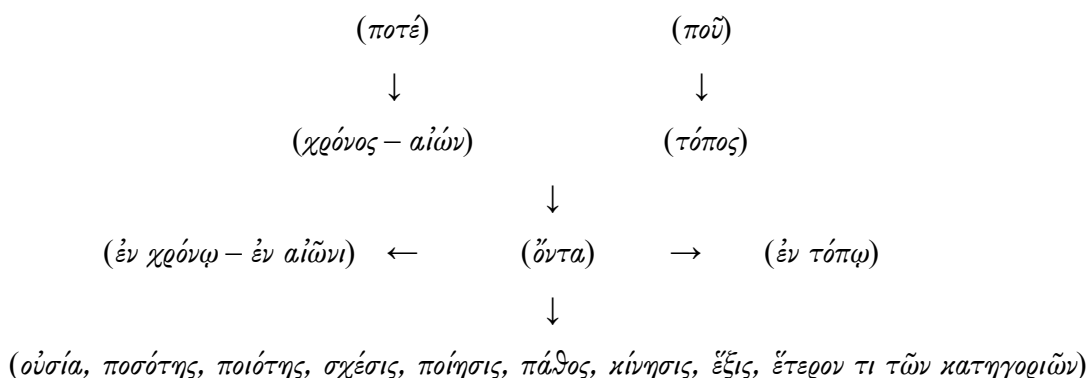 (ποτέ) (ποῦ)
↓ ↓
(χρόνος – αἰών) (τόπος)
↓
(ἐν χρόνῳ – ἐν αἰῶνι) ← (ὄντα) → (ἐν τόπῳ)
↓
(οὐσία, ποσότης, ποιότης, σχέσις, ποίησις, πάϑος, κίνησις, ἕξις, ἕτερον τι τῶν κατηγοριῶν)